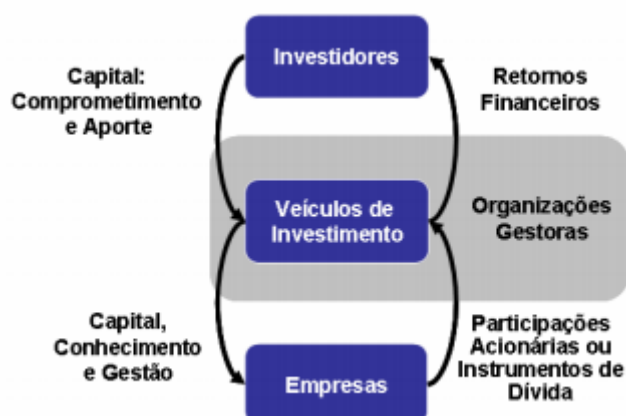 Investidores
Capital:
Comprometimento
e Aporte
Retornos
Financeiros
Veículos de
Investimento
Organizações
Gestoras
Capital,
Conhecimento
e Gestão
Participações
Acionárias ou
Instrumentos de
Dívida
Empresas